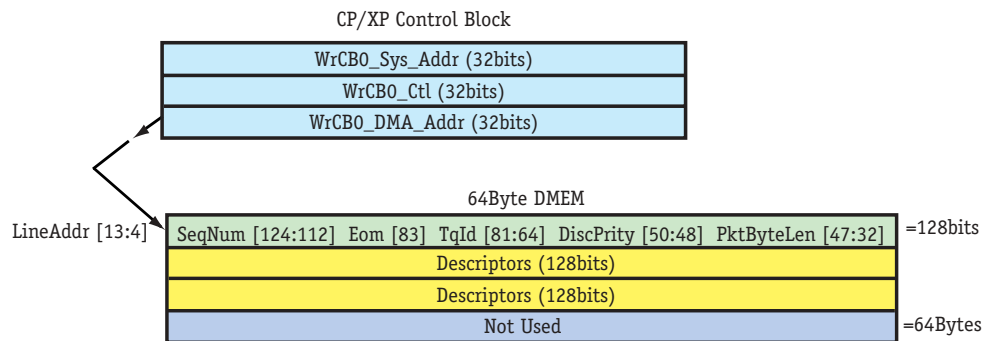 CP/XP Control Block
WrCB0_Sys_Addr (32bits)
WrCB0_Ctl (32bits)
WrCB0_DMA_Addr (32bits)
64Byte DMEM
LineAddr [13:4] SeqNum [124:112] Eom [83] TqId [81:64] DiscPrity [50:48] PktByteLen [47:32] =128bits
Descriptors (128bits)
Descriptors (128bits)
Not Used =64Bytes